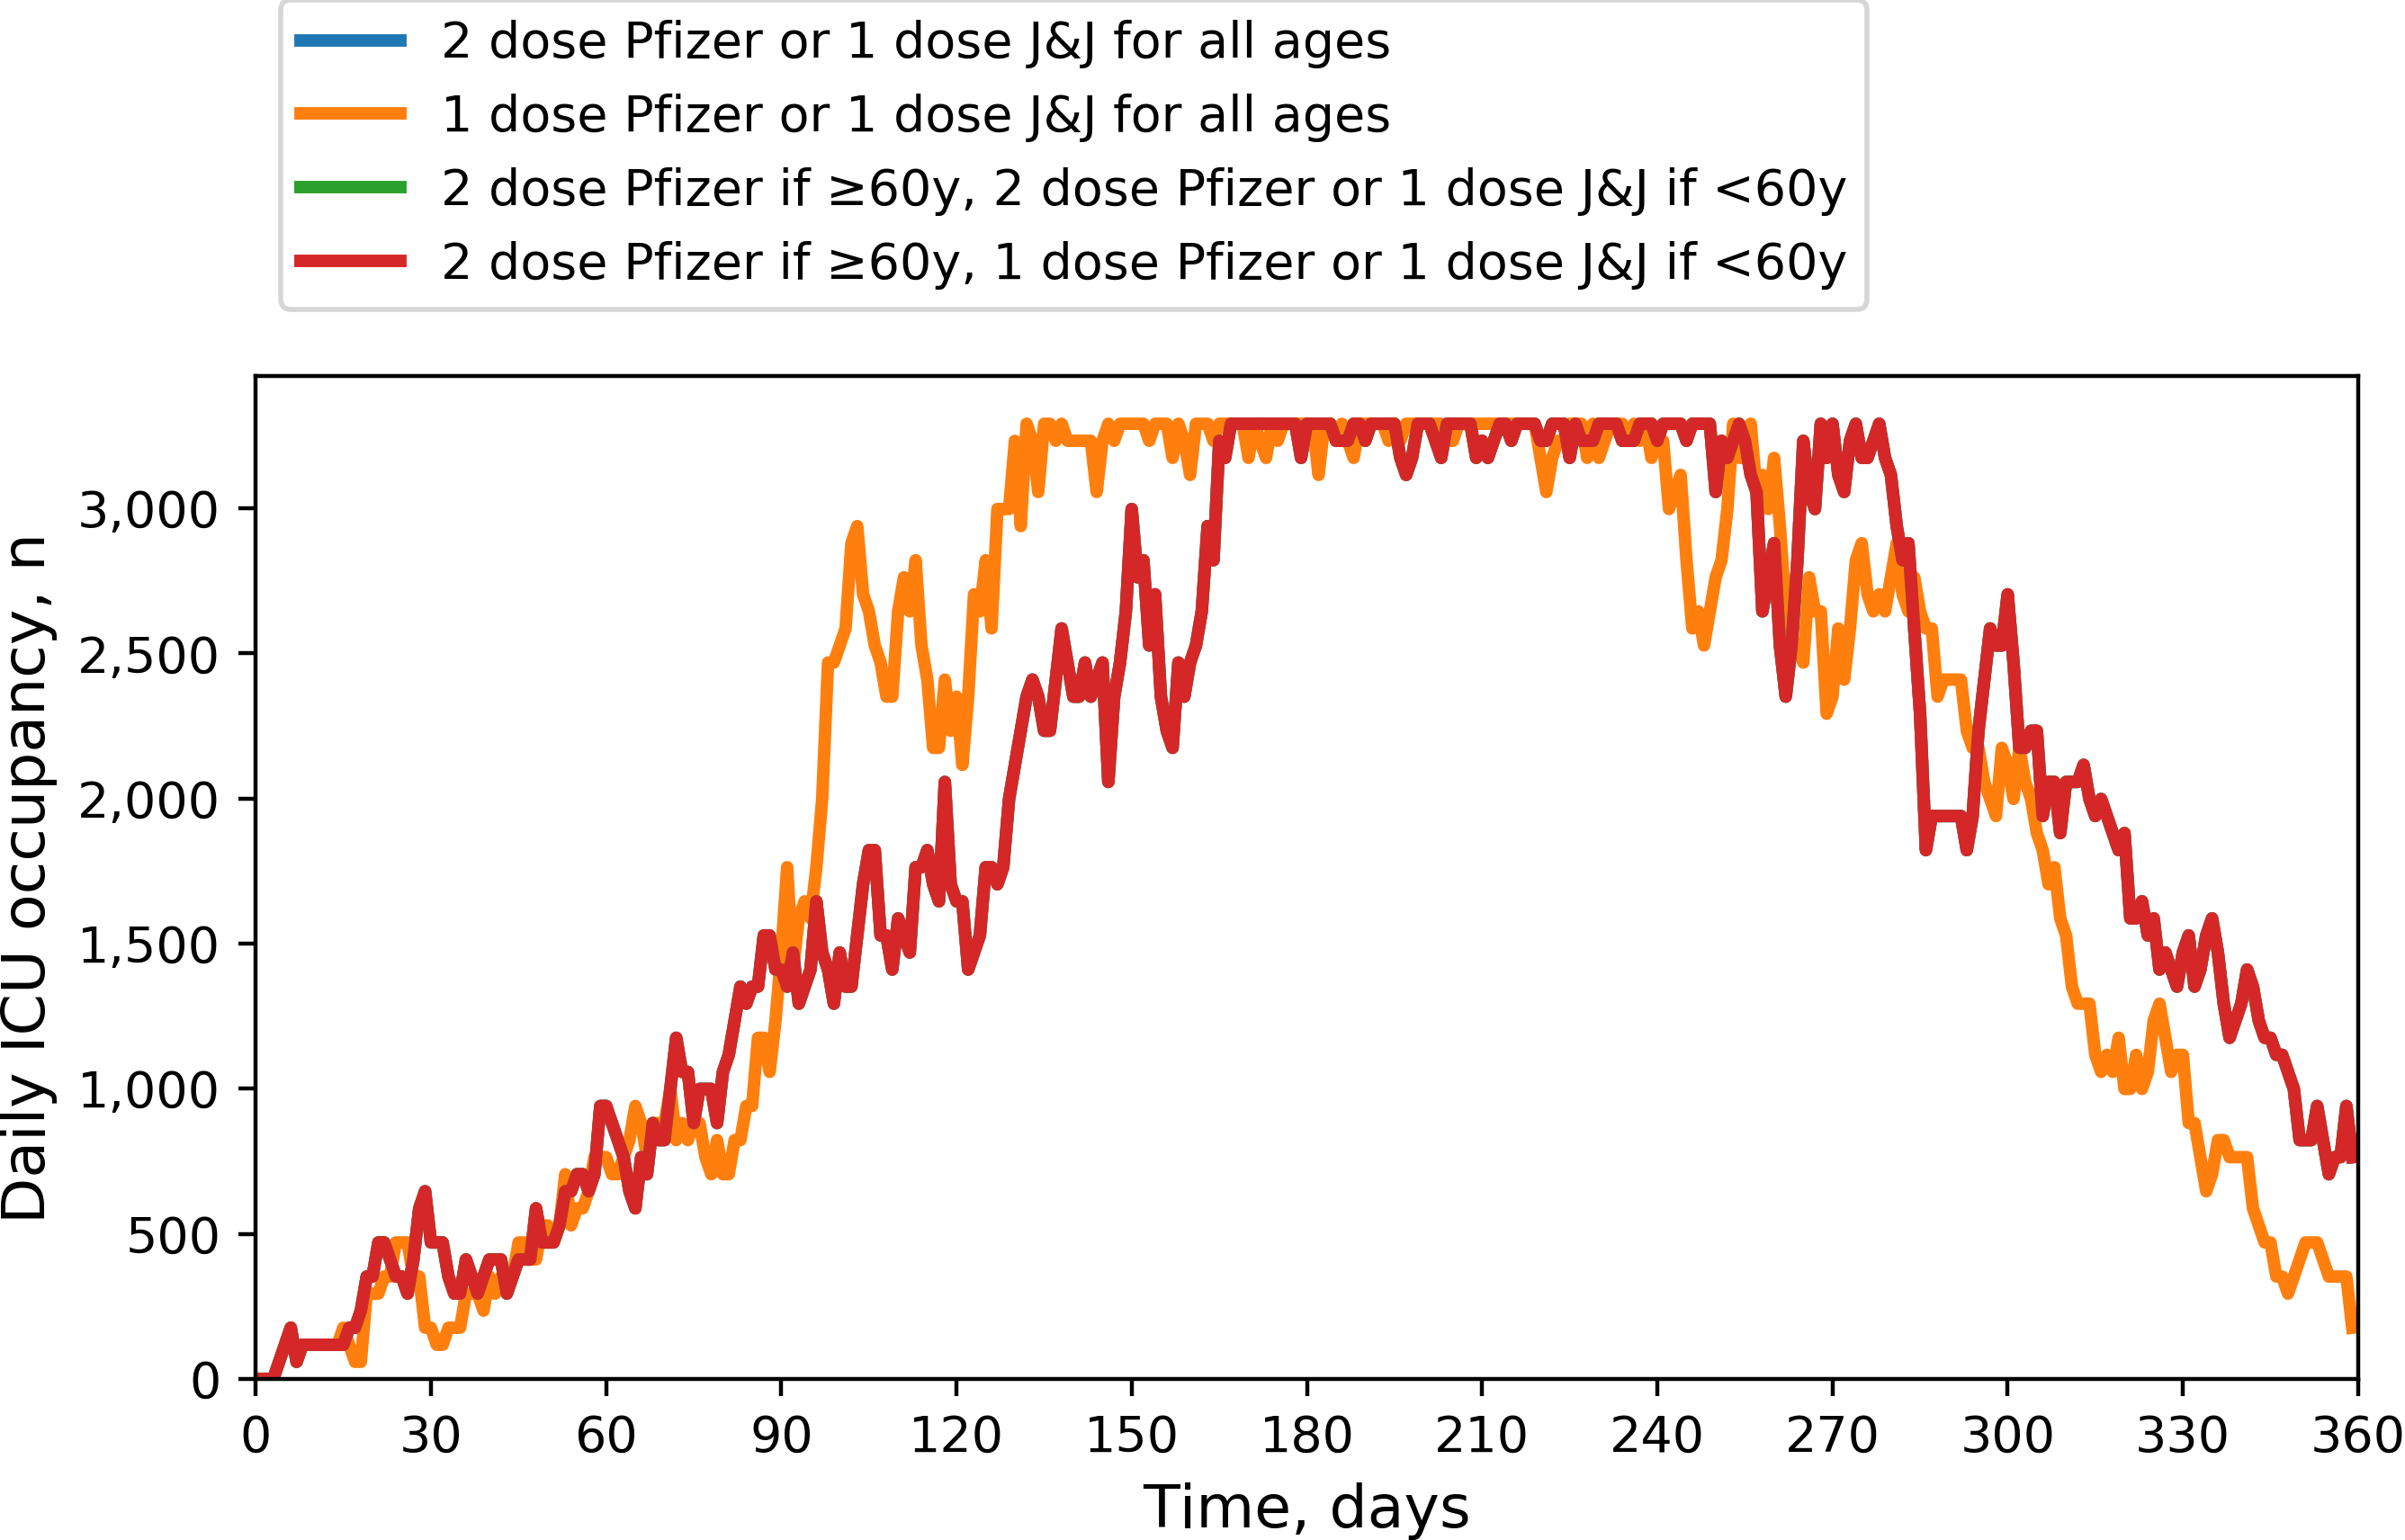 2 dose Pfizer or 1 dose J&J for all ages
1 dose Pfizer or 1 dose J&J for all ages
2 dose Pfizer if ≥60y, 2 dose Pfizer or 1 dose J&J if <60y
2 dose Pfizer if ≥60y, 1 dose Pfizer or 1 dose J&J if <60y
Daily ICU occupancy, n
3,000
2,500
2,000
1,500
1,000
500
0
0 30 60 90 120 150 180 210 240 270 300 330 360
Time, days